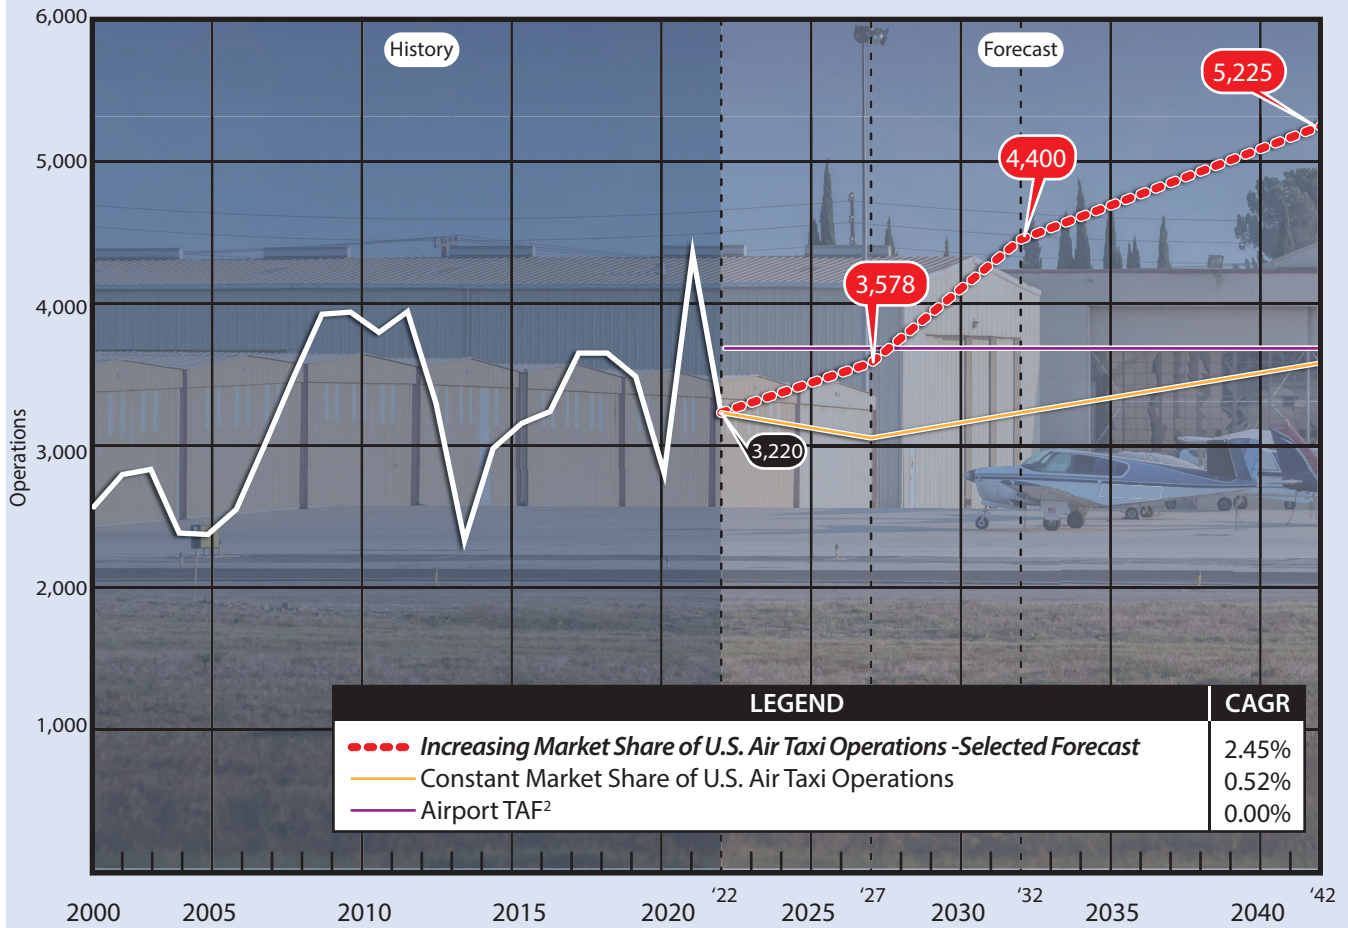 6,000
History
Forecast
5,225
5,000
4,400
4,000
3,578
3,000
3,220
Operations
2,000
1,000
LEGEND CAGR
Increasing Market Share of U.S. Air Taxi Operations -Selected Forecast 2.45%
Constant Market Share of U.S. Air Taxi Operations 0.52%
Airport TAF² 0.00%
2000 2005 2010 2015 2020 ‘22 2025 ‘27 2030 ‘32 2035 2040 ‘42